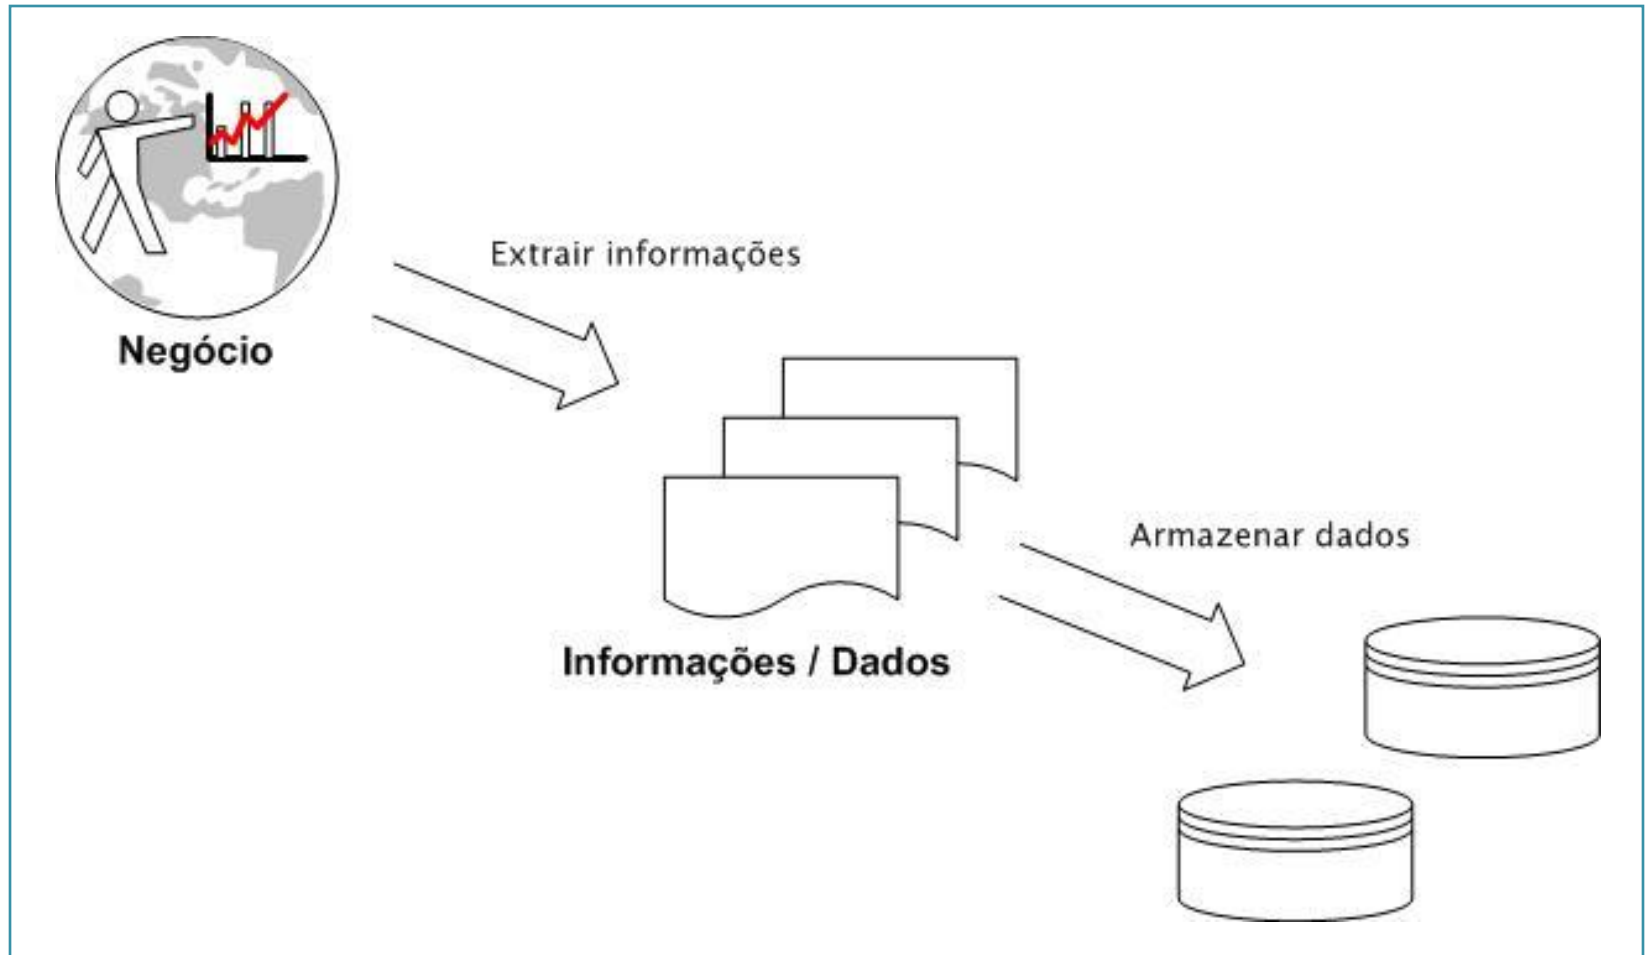 Extrair informações
Negócio
Armazenar dados
Informações / Dados